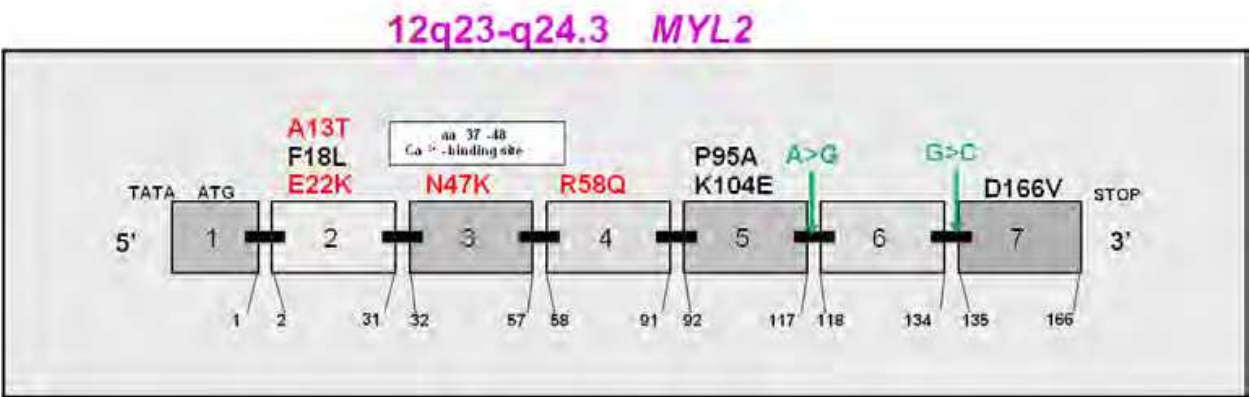 12q23-q24.3 MYL2
A13T
F18L
E22K
aa 37 -48
Ca -binding site
N47K
R58Q
P95A
K104E
A>G
G>C
D166V
TATA ATG
STOP
5' 1 2 3 4 5 6 7 3'
1 2 31 32 57 58 91 92 117 118 134 135 166